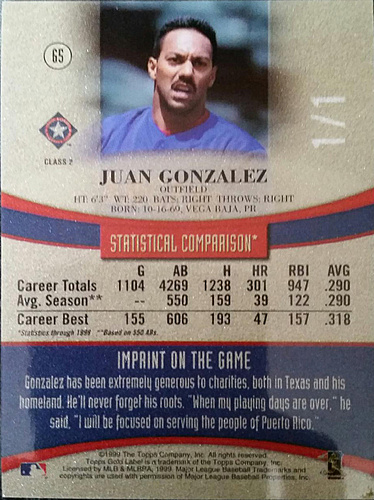 65
1/1
CLASS 2
JUAN GONZALEZ
OUTFIELD
HT: 6'3" WT: 220 BATS: RIGHT THROWS: RIGHT
BORN: 10-16-69, VEGA BAJA, PR
STATISTICAL COMPARISON*
G AB H HR RBI AVG
Career Totals 1104 4269 1238 301 947 .290
Avg. Season** -- 550 159 39 122 .290
Career Best 155 606 193 47 157 .318
*Statistics through 1998 **Based on 550 ABs.
IMPRINT ON THE GAME
Gonzalez has been extremely generous to charities, both in Texas and his
homeland. He'll never forget his roots. "When my playing days are over," he
said, "I will be focused on serving the people of Puerto Rico."
©1999 The Topps Company, Inc. All rights reserved.
Topps Gold Label is a trademark of The Topps Company, Inc.
Licensed by MLB & MLBPA, 1999. Major League Baseball Trademarks and
copyrights are used with permission of Major League Baseball Properties, Inc.